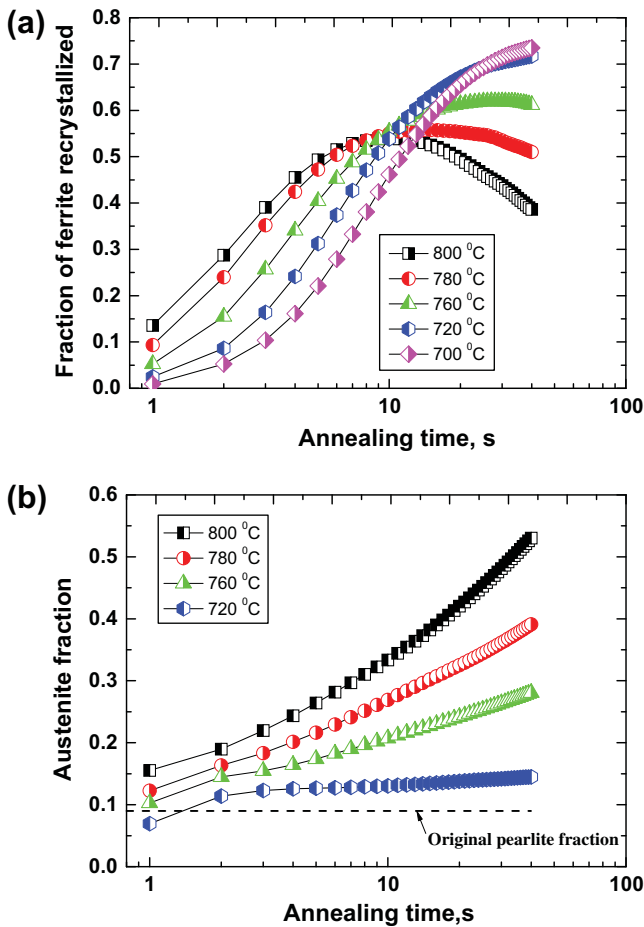 (a)
0.8
0.7
0.6
0.5
0.4
0.3
0.2
0.1
0.0
Fraction of ferrite recrystallized
800 ⁰C
780 ⁰C
760 ⁰C
720 ⁰C
700 ⁰C
1 10 100
Annealing time, s
(b)
0.6
0.5
0.4
0.3
0.2
0.1
0.0
Austenite fraction
800 ⁰C
780 ⁰C
760 ⁰C
720 ⁰C
Original pearlite fraction
1 10 100
Annealing time,s